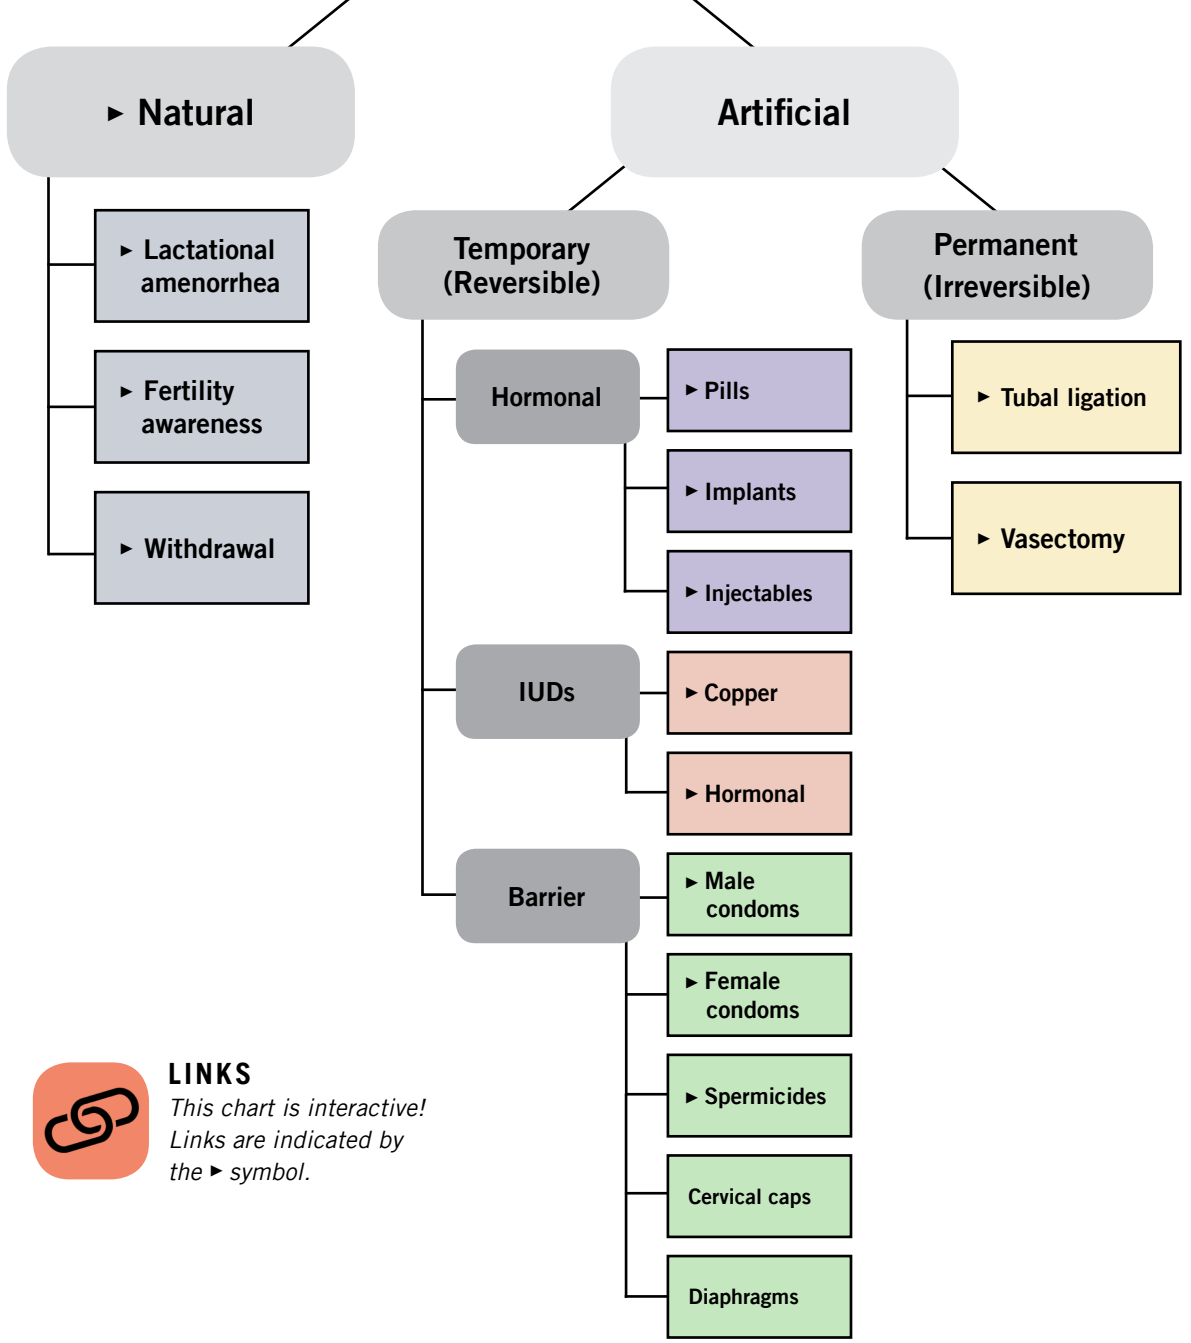 ► Natural
Artificial
► Lactational
amenorrhea
► Fertility
awareness
► Withdrawal
Temporary
(Reversible)
Permanent
(Irreversible)
Hormonal
► Pills
► Implants
► Injectables
IUDs
► Copper
► Hormonal
Barrier
► Male
condoms
► Female
condoms
► Spermicides
Cervical caps
Diaphragms
► Tubal ligation
► Vasectomy
LINKS
This chart is interactive!
Links are indicated by
the ► symbol.